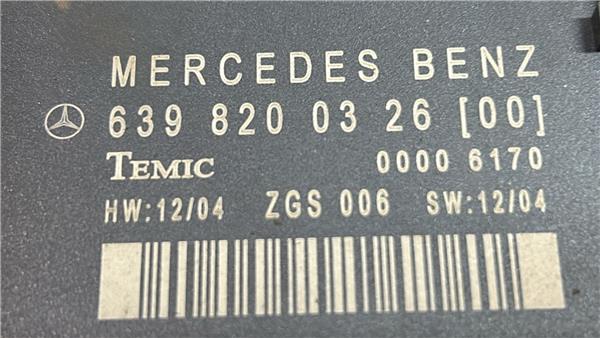 MERCEDES BENZ
639 820 03 26 [00]
TEMIC 0000 6170
HW:12/04 ZGS 006 SW:12/04